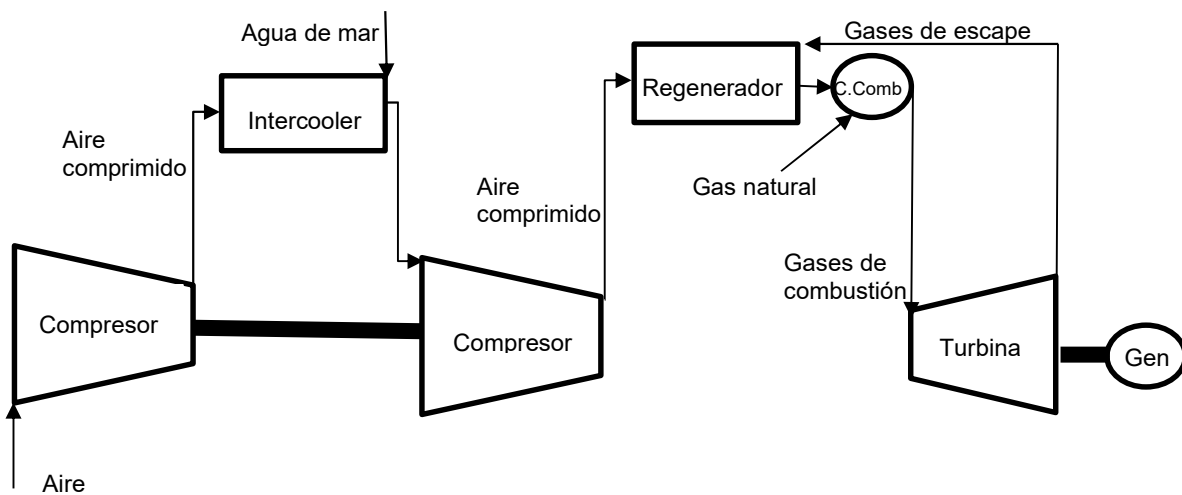 Gases de escape
Agua de mar
Regenerador
C.Comb
Intercooler
Aire
comprimido
Aire
comprimido
Gas natural
Gases de
combustión
Compresor
Compresor
Turbina
Gen
Aire